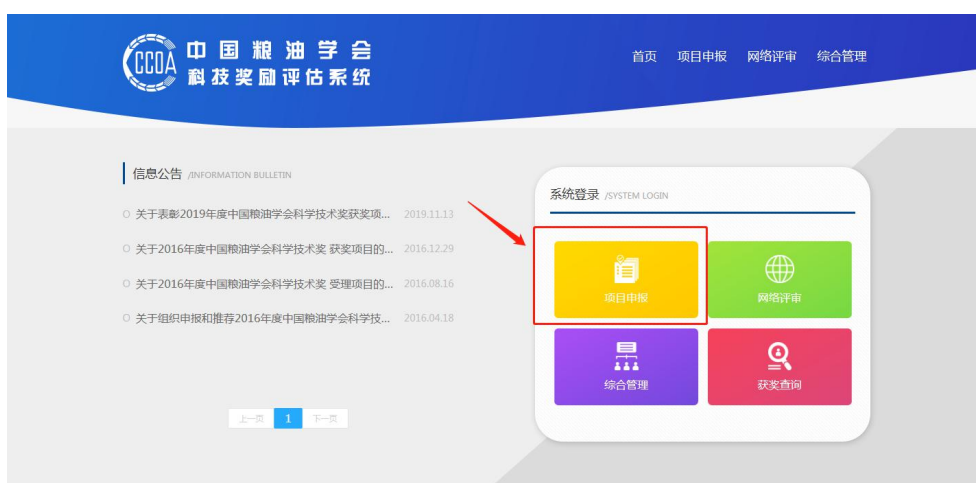 CCOA
中国粮油学会
科技奖励评估系统
首页 项目申报 网络评审 综合管理
信息公告 /INFORMATION BULLETIN
关于表彰2019年度中国粮油学会科学技术奖获奖项... 2019.11.13
关于2016年度中国粮油学会科学技术奖 获奖项目的... 2016.12.29
关于2016年度中国粮油学会科学技术奖 受理项目的... 2016.08.16
关于组织申报和推荐2016年度中国粮油学会科学技... 2016.04.18
上一页 1 下一页
系统登录 /SYSTEM LOGIN
项目申报 网络评审
综合管理 获奖查询